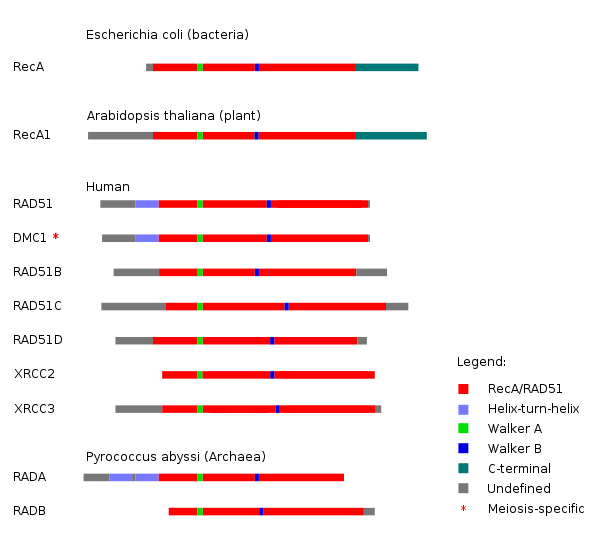 Escherichia coli (bacteria)
RecA
Arabidopsis thaliana (plant)
RecA1
Human
RAD51
DMC1 *
RAD51B
RAD51C
RAD51D
XRCC2
XRCC3
Pyrococcus abyssi (Archaea)
RADA
RADB
Legend:
RecA/RAD51
Helix-turn-helix
Walker A
Walker B
C-terminal
Undefined
* Meiosis-specific